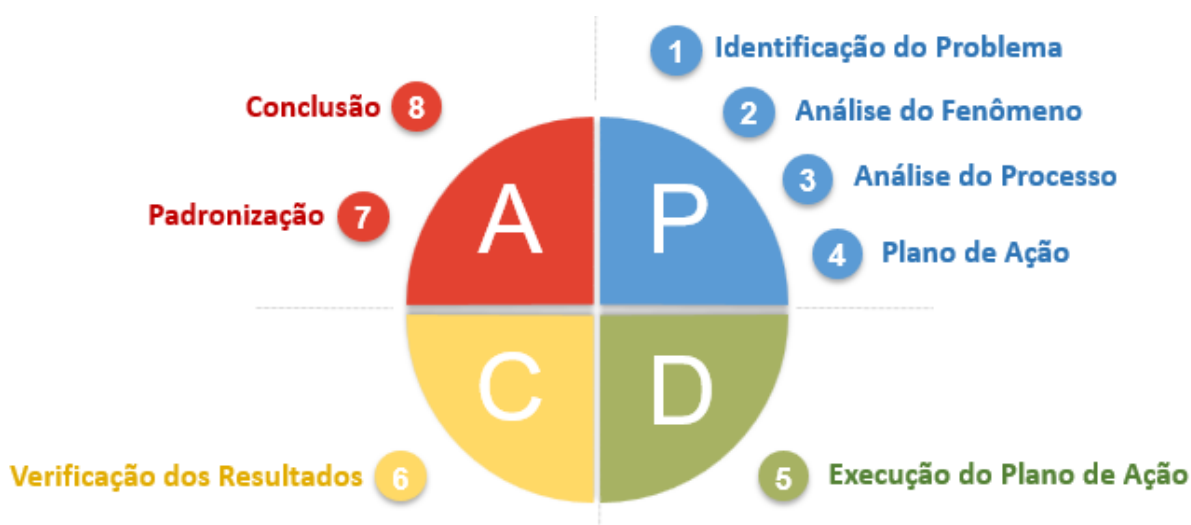 1 Identificação do Problema
2 Análise do Fenômeno
3 Análise do Processo
4 Plano de Ação
5 Execução do Plano de Ação
Verificação dos Resultados 6
Padronização 7
Conclusão 8
A P
C D